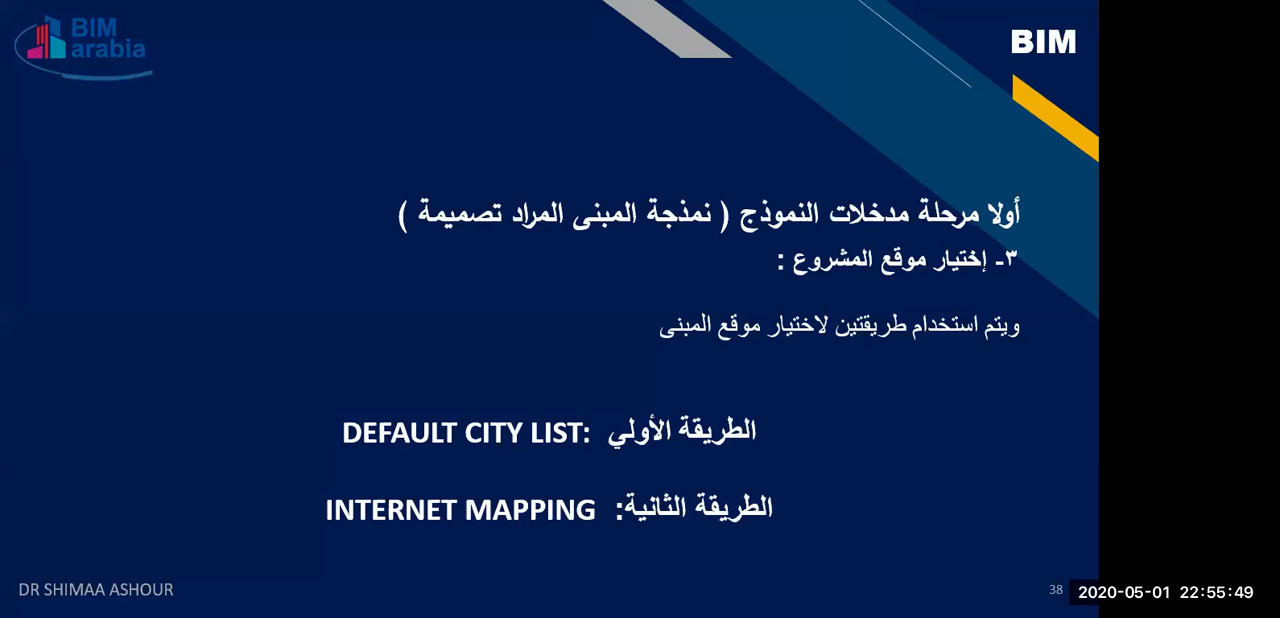 BIM
arabia
BIM
أولا مرحلة مدخلات النموذج ( نمذجة المبنى المراد تصميمة )
٣- إختيار موقع المشروع :
ويتم استخدام طريقتين لاختيار موقع المبنى
الطريقة الأولي DEFAULT CITY LIST:
الطريقة الثانية: INTERNET MAPPING
DR SHIMAA ASHOUR
38
2020-05-01 22:55:49